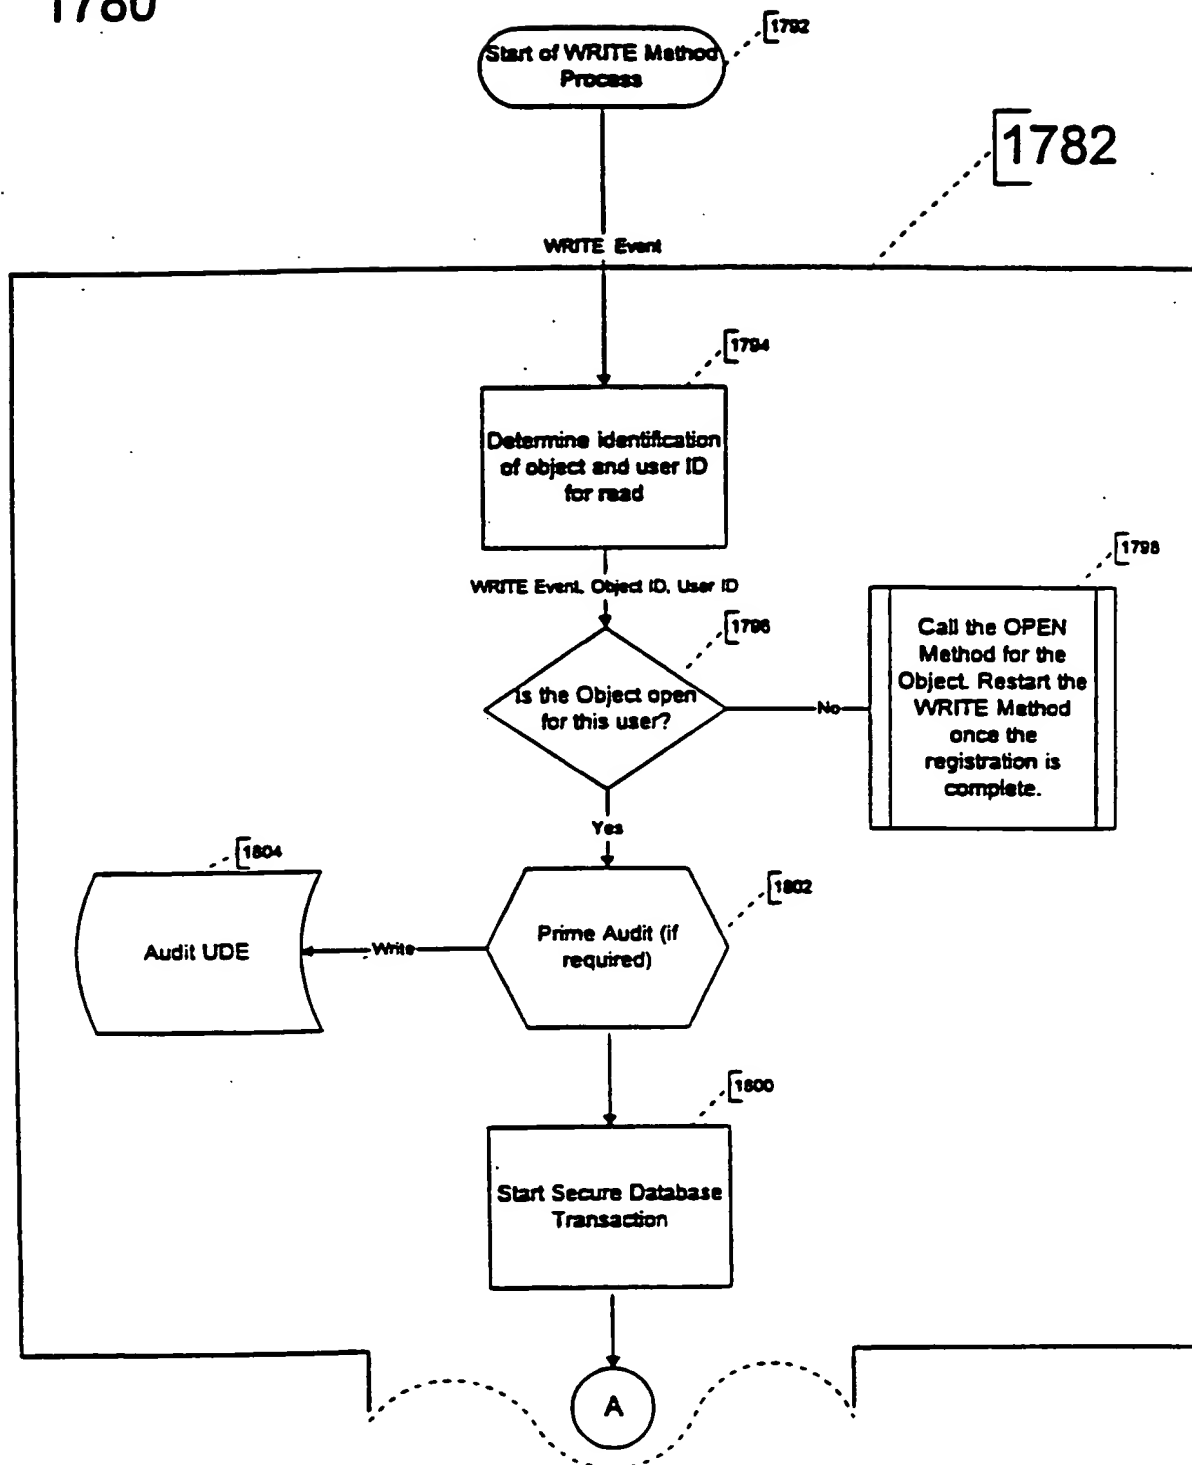 1780
1792
Start of WRITE Method
Process
1782
WRITE Event
1794
Determine identification
of object and user ID
for read
WRITE Event, Object ID, User ID
1796
1798
Is the Object open
for this user?
No
Call the OPEN
Method for the
Object. Restart the
WRITE Method
once the
registration is
complete.
Yes
1804
1802
Audit UDE
Write
Prime Audit (if
required)
1800
Start Secure Database
Transaction
A